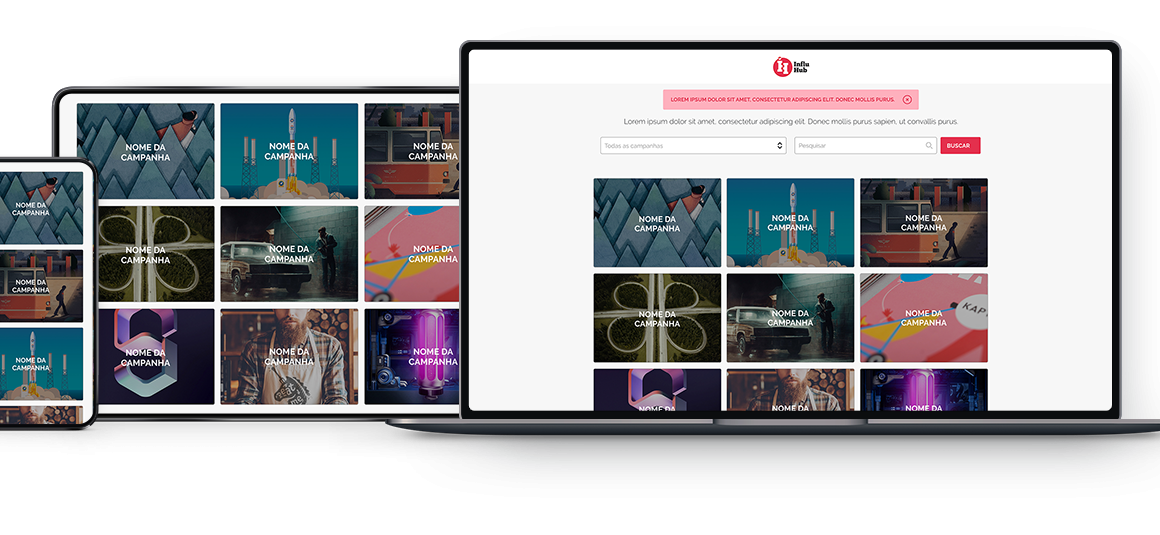 NOME DA
CAMPANHA
NOME DA
CAMPANHA
NOME DA
CAMPANHA
NOME DA
CAMPANHA
NOME DA
CAMPANHA
NOME DA
CAMPANHA
NOME DA
CAMPANHA
NOME DA
CAMPANHA
NOME DA
CAMPANHA
NOME DA
CAMPANHA
NOME DA
CAMPANHA
NOME DA
CAMPANHA
Influ
Hub
LOREM IPSUM DOLOR SIT AMET, CONSECTETUR ADIPISCING ELIT. DONEC MOLLIS PURUS.
Lorem ipsum dolor sit amet, consectetur adipiscing elit. Donec mollis purus sapien, ut convallis purus.
Todas as campanhas
Pesquisar
BUSCAR
NOME DA
CAMPANHA
NOME DA
CAMPANHA
NOME DA
CAMPANHA
NOME DA
CAMPANHA
NOME DA
CAMPANHA
NOME DA
CAMPANHA
KAP
NOME DA
NOME DA
NOME DA